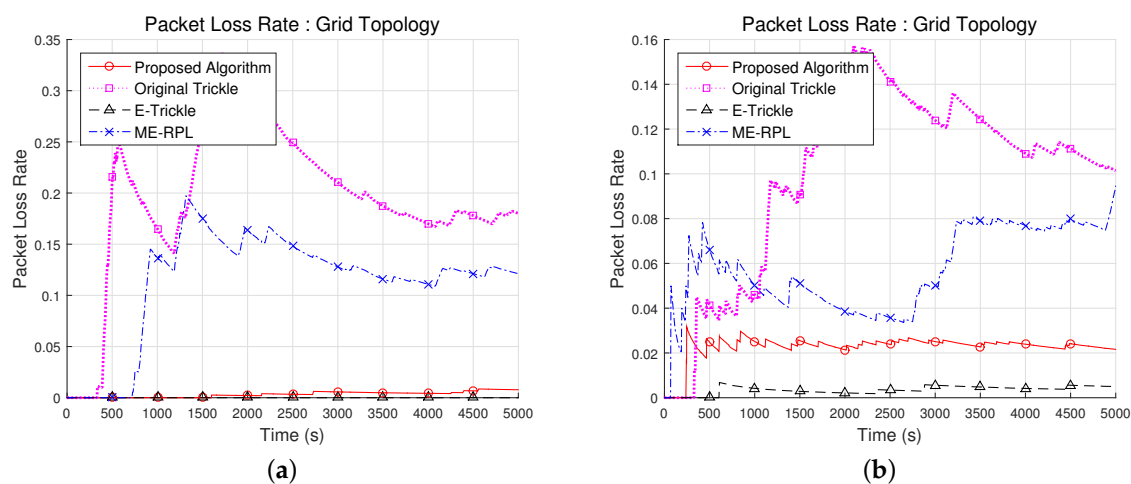 Packet Loss Rate : Grid Topology
0.35
0.3
0.25
0.2
0.15
0.1
0.05
0
Packet Loss Rate
Proposed Algorithm
Original Trickle
E-Trickle
ME-RPL
0 500 1000 1500 2000 2500 3000 3500 4000 4500 5000
Time (s)
(a)
Packet Loss Rate : Grid Topology
0.16
0.14
0.12
0.1
0.08
0.06
0.04
0.02
0
Packet Loss Rate
Proposed Algorithm
Original Trickle
E-Trickle
ME-RPL
0 500 1000 1500 2000 2500 3000 3500 4000 4500 5000
Time (s)
(b)